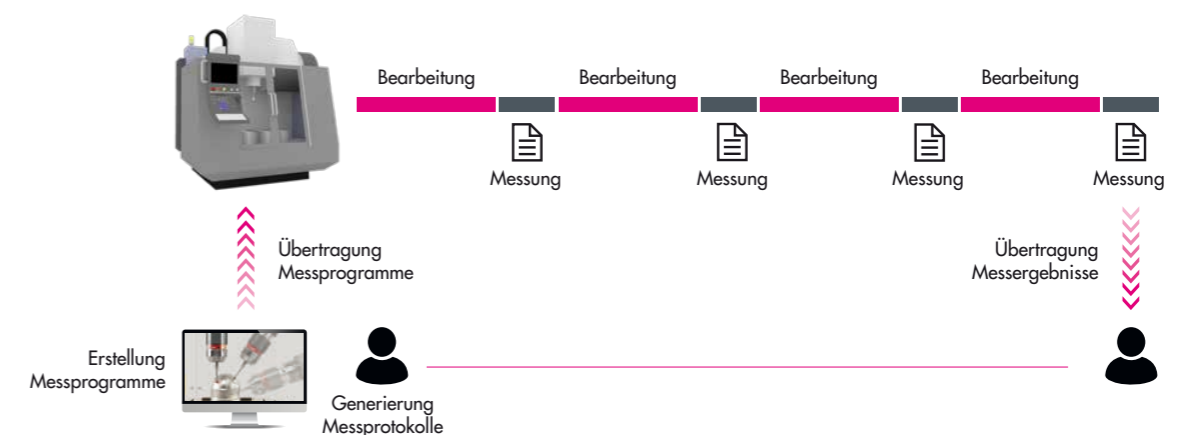 Bearbeitung
Bearbeitung
Bearbeitung
Bearbeitung
Messung
Messung
Messung
Messung
Übertragung
Messprogramme
Übertragung
Messergebnisse
Erstellung
Messprogramme
Generierung
Messprotokolle